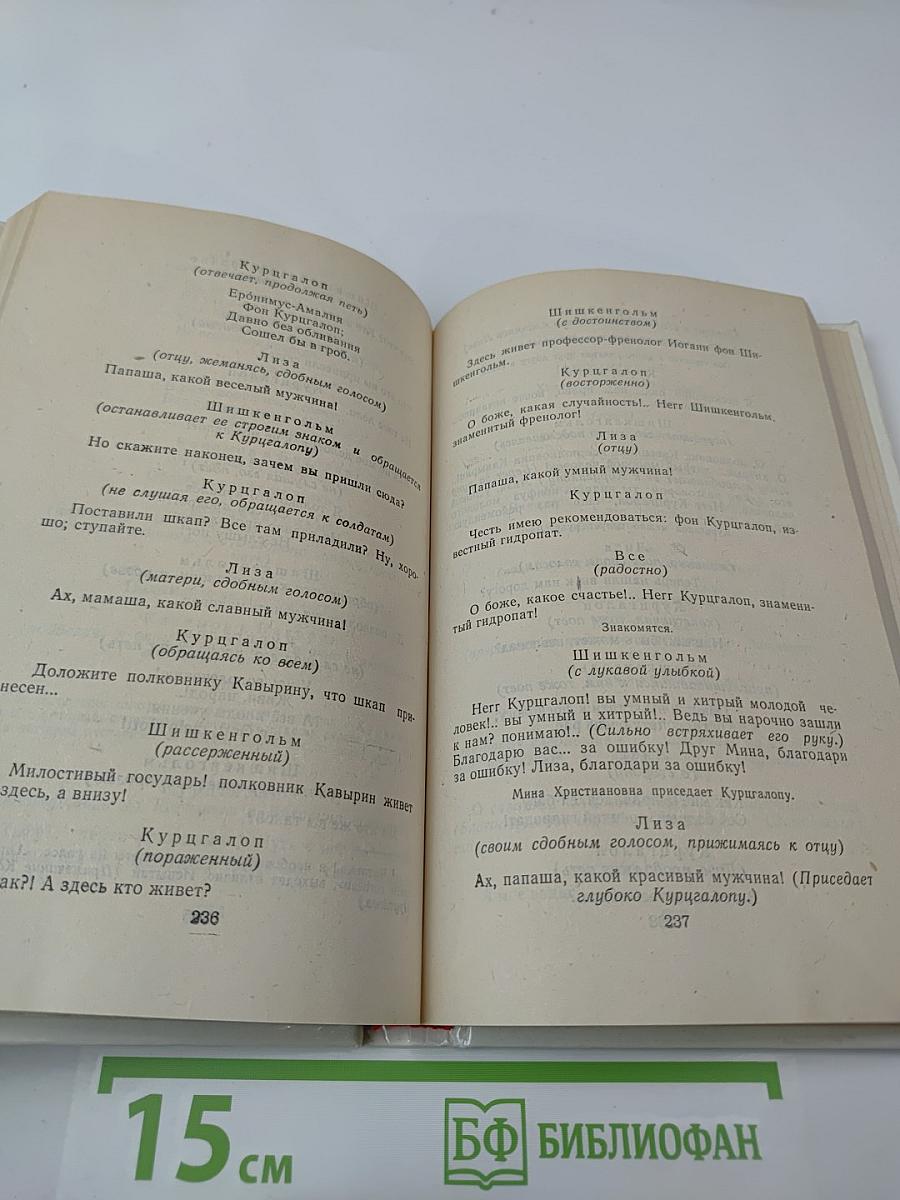 Курцгалоп
(отвечает, продолжая петь)
Еро́нимус-Амалия
Фон Курцгалоп;
Давно без обливания
Сошел бы в гроб.
Лиза
(отцу, жеманясь, сдобным голосом)
Папаша, какой веселый мужчина!
Шишкенгольм
(останавливает ее строгим знаком и обращается
к Курцгалопу)
Но скажите наконец, зачем вы пришли сюда?
Курцгалоп
(не слушая его, обращается к солдатам)
Поставили шкап? Все там приладили? Ну, хоро-
шо; ступайте.
Лиза
(матери, сдобным голосом)
Ах, мамаша, какой славный мужчина!
Курцгалоп
(обращаясь ко всем)
Доложите полковнику Кавырину, что шкап при-
несен...
Шишкенгольм
(рассерженный)
Милостивый государь! полковник Кавырин живет
здесь, а внизу!
Курцгалоп
(пораженный)
ак?! А здесь кто живет?
236
Шишкенгольм
(с достоинством)
Здесь живет профессор-френолог Иоганн фон Ши-
шкенгольм.
Курцгалоп
(восторженно)
О боже, какая случайность!.. Herr Шишкенгольм,
знаменитый френолог!
Лиза
(отцу)
Папаша, какой умный мужчина!
Курцгалоп
Честь имею рекомендоваться: фон Курцгалоп, из-
вестный гидропат.
Все
(радостно)
О боже, какое счастье!.. Herr Курцгалоп, знамени-
тый гидропат!
Знакомятся.
Шишкенгольм
(с лукавой улыбкой)
Herr Курцгалоп! вы умный и хитрый молодой че-
ловек!.. вы умный и хитрый!.. Ведь вы нарочно зашли
к нам? понимаю!.. (Сильно встряхивает его руку.)
Благодарю вас... за ошибку! Друг Мина, благодари
за ошибку! Лиза, благодари за ошибку!
Мина Христиановна приседает Курцгалопу.
Лиза
(своим сдобным голосом, прижимаясь к отцу)
Ах, папаша, какой красивый мужчина! (Приседает
глубоко Курцгалопу.)
237
15 см
БФ БИБЛИОФАН